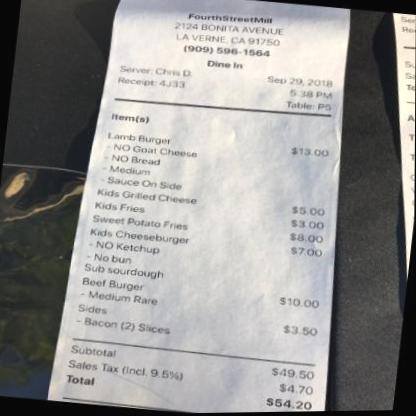 FourthStreetMill
2124 BONITA AVENUE
LA VERNE, CA 91750
(909) 596-1564
Dine In
Server: Chris D. Sep 29, 2018
Receipt: 4J33 5:38 PM
Table: P5
Item(s)
Lamb Burger $13.00
- NO Goat Cheese
- NO Bread
- Medium
- Sauce On Side
Kids Grilled Cheese $5.00
Kids Fries $3.00
Sweet Potato Fries $8.00
Kids Cheeseburger $7.00
- NO Ketchup
- No bun
Sub sourdough
Beef Burger $10.00
- Medium Rare
Sides $3.50
- Bacon (2) Slices
Subtotal $49.50
Sales Tax (Incl. 9.5%) $4.70
Total $54.20